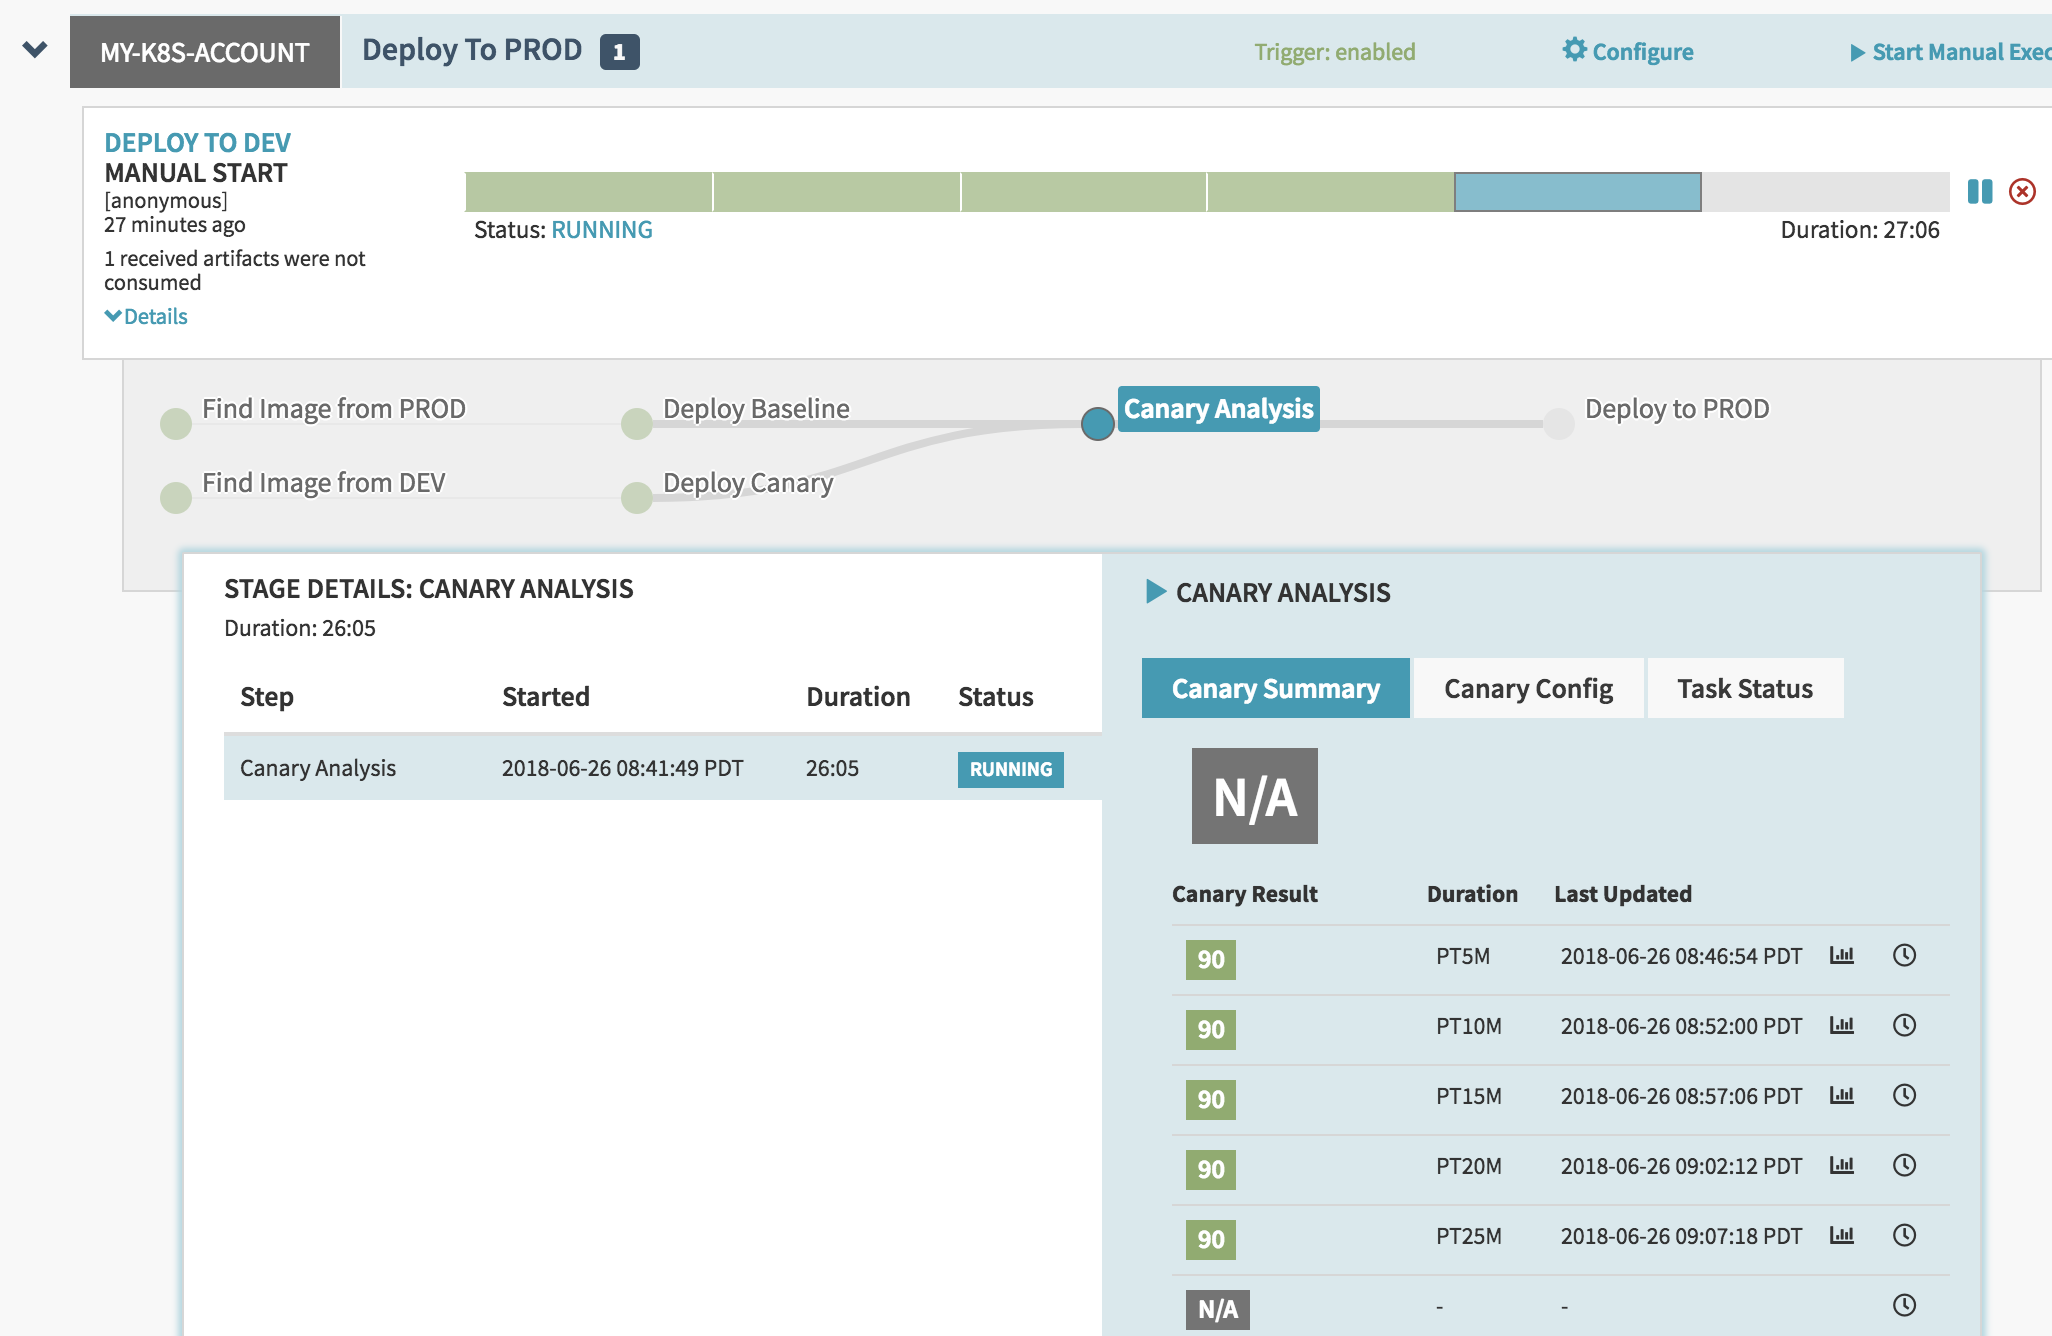 MY-K8S-ACCOUNT Deploy To PROD 1 Trigger: enabled Configure Start Manual Exec
DEPLOY TO DEV
MANUAL START
[anonymous]
27 minutes ago
1 received artifacts were not
consumed
Details
Status: RUNNING Duration: 27:06
Find Image from PROD Deploy Baseline Canary Analysis Deploy to PROD
Find Image from DEV Deploy Canary
STAGE DETAILS: CANARY ANALYSIS
Duration: 26:05
Step Started Duration Status
Canary Analysis 2018-06-26 08:41:49 PDT 26:05 RUNNING
CANARY ANALYSIS
Canary Summary Canary Config Task Status
N/A
Canary Result Duration Last Updated
90 PT5M 2018-06-26 08:46:54 PDT
90 PT10M 2018-06-26 08:52:00 PDT
90 PT15M 2018-06-26 08:57:06 PDT
90 PT20M 2018-06-26 09:02:12 PDT
90 PT25M 2018-06-26 09:07:18 PDT
N/A - -